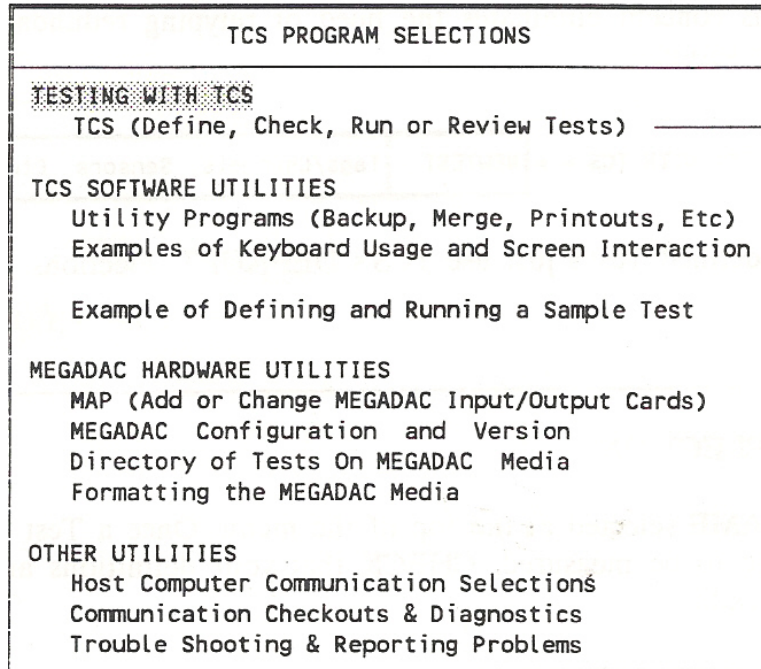 TCS PROGRAM SELECTIONS
TESTING WITH TCS
TCS (Define, Check, Run or Review Tests)
TCS SOFTWARE UTILITIES
Utility Programs (Backup, Merge, Printouts, Etc)
Examples of Keyboard Usage and Screen Interaction
Example of Defining and Running a Sample Test
MEGADAC HARDWARE UTILITIES
MAP (Add or Change MEGADAC Input/Output Cards)
MEGADAC Configuration and Version
Directory of Tests On MEGADAC Media
Formatting the MEGADAC Media
OTHER UTILITIES
Host Computer Communication Selections
Communication Checkouts & Diagnostics
Trouble Shooting & Reporting Problems